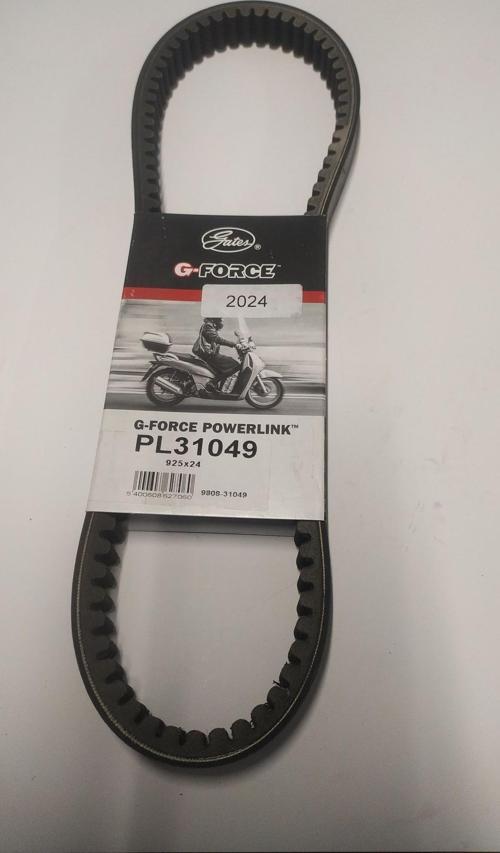 Gates®
G-FORCE™
2024
G-FORCE POWERLINK™
PL31049
925x24
5 400608 627060
9808-31049